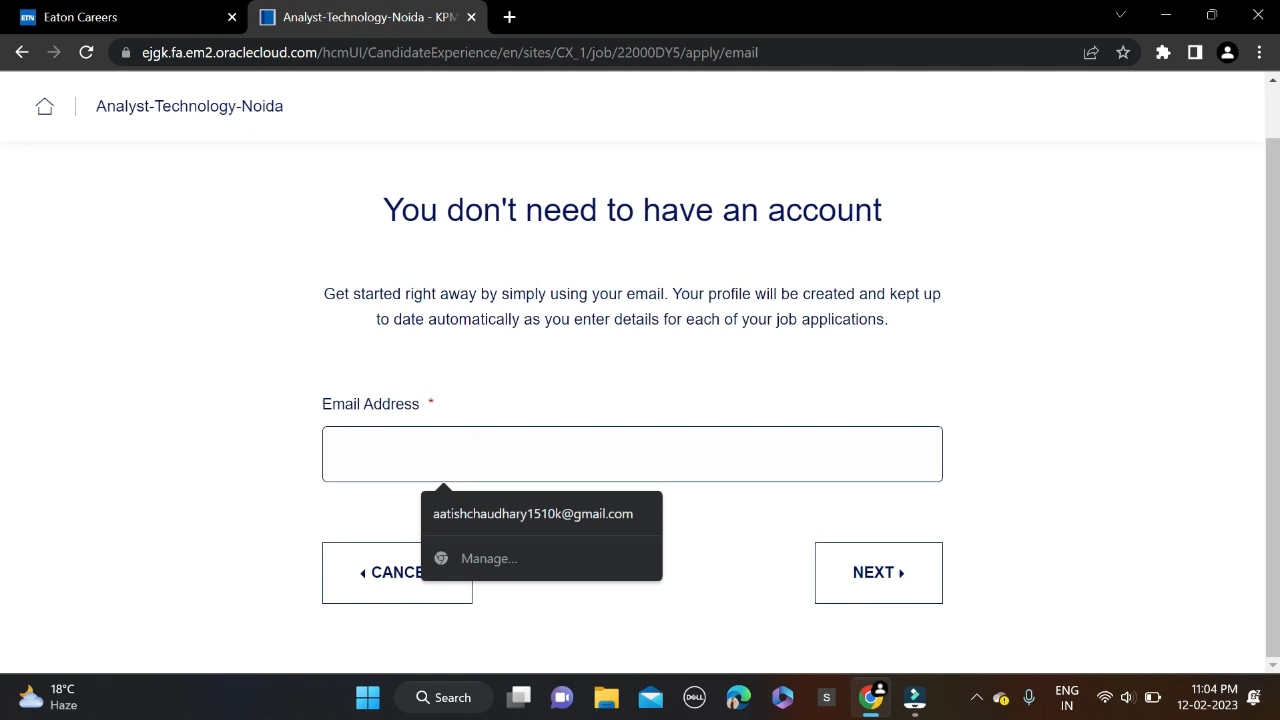 ETN Eaton Careers
Analyst-Technology-Noida - KPM
ejgk.fa.em2.oraclecloud.com/hcmUI/CandidateExperience/en/sites/CX_1/job/22000DY5/apply/email
Analyst-Technology-Noida
You don't need to have an account
Get started right away by simply using your email. Your profile will be created and kept up
to date automatically as you enter details for each of your job applications.
Email Address *
aatishchaudhary1510k@gmail.com
Manage...
CANCE
NEXT
18°C
Haze
Search
DELL
S
ENG
IN
11:04 PM
12-02-2023